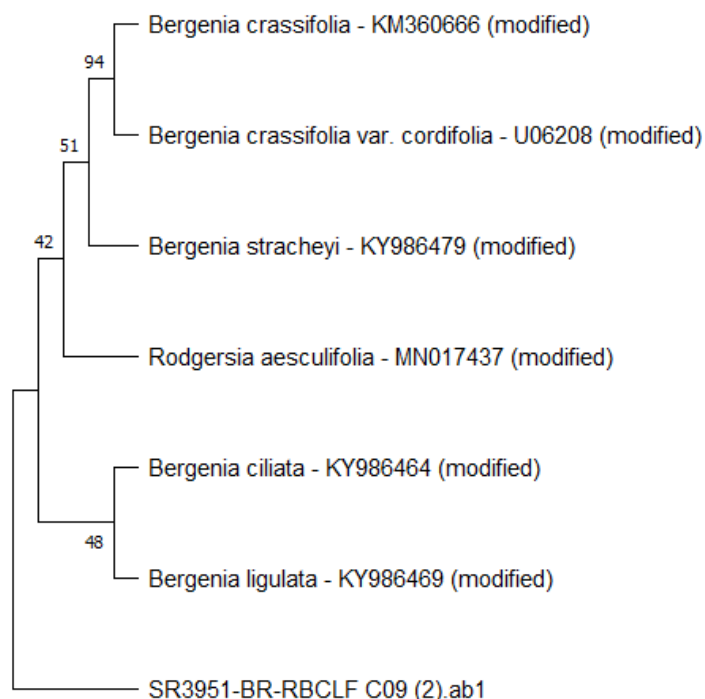 Bergenia crassifolia - KM360666 (modified)
94
Bergenia crassifolia var. cordifolia - U06208 (modified)
51
Bergenia stracheyi - KY986479 (modified)
42
Rodgersia aesculifolia - MN017437 (modified)
Bergenia ciliata - KY986464 (modified)
48
Bergenia ligulata - KY986469 (modified)
SR3951-BR-RBCLF C09 (2).ab1